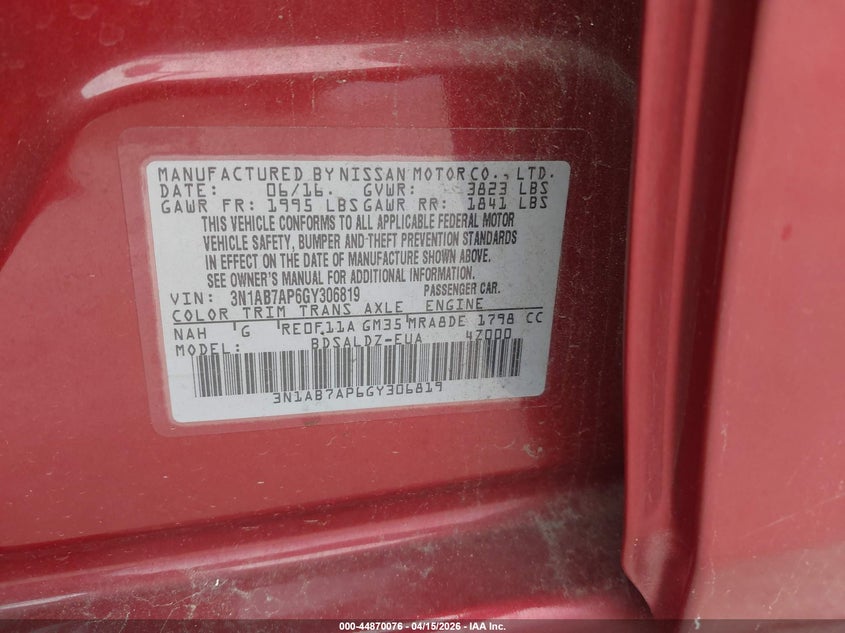 MANUFACTURED BY NISSAN MOTOR CO., LTD.
DATE: 06/16. GVWR: 3823 LBS
GAWR FR: 1995 LBS GAWR RR: 1841 LBS
THIS VEHICLE CONFORMS TO ALL APPLICABLE FEDERAL MOTOR
VEHICLE SAFETY, BUMPER AND THEFT PREVENTION STANDARDS
IN EFFECT ON THE DATE OF MANUFACTURE SHOWN ABOVE.
SEE OWNER'S MANUAL FOR ADDITIONAL INFORMATION.
VIN: 3N1AB7AP6GY306819 PASSENGER CAR.
COLOR TRIM TRANS AXLE ENGINE
NAH G RE0F11A GM35 MRA8DE 1798 CC
MODEL: BDSALDZ-EUA 4Z000
3N1AB7AP6GY306819
000-44870076 - 04/15/2026 - IAA Inc.